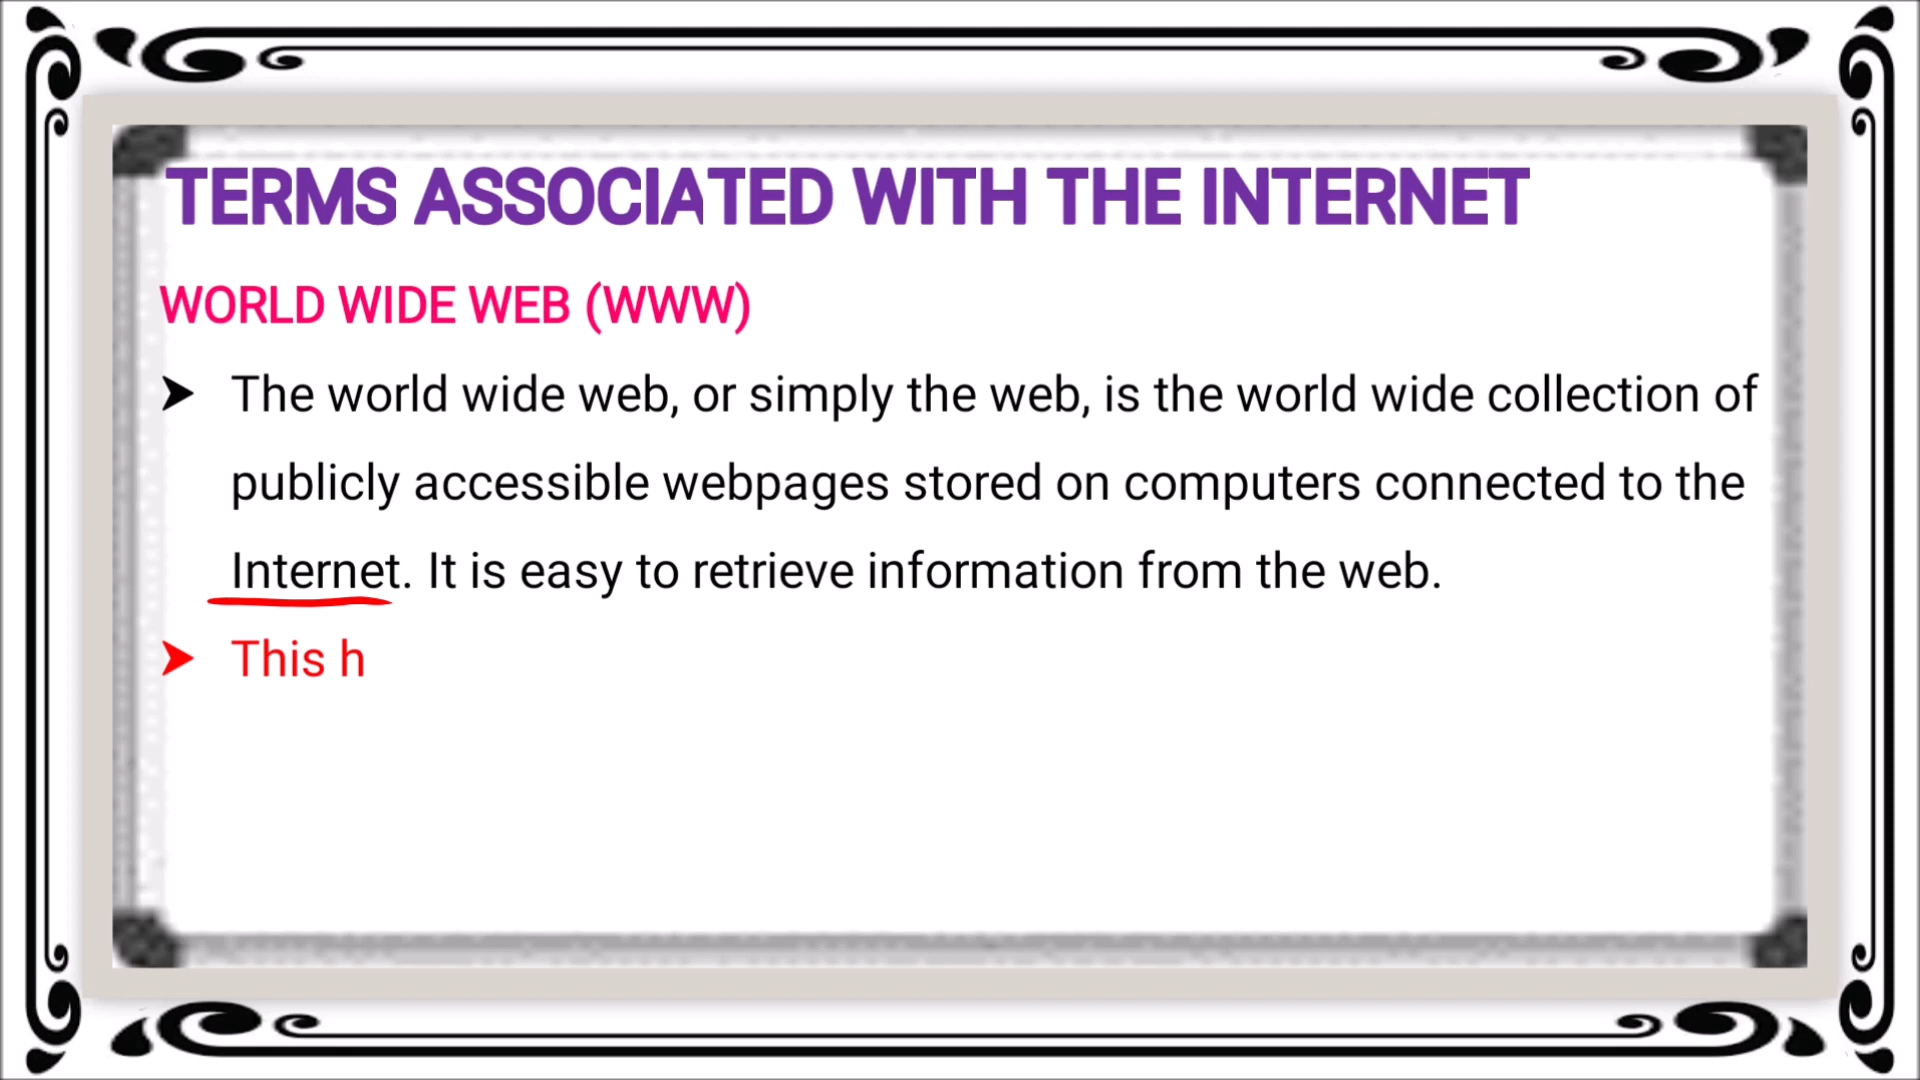 TERMS ASSOCIATED WITH THE INTERNET
WORLD WIDE WEB (WWW)
➤ The world wide web, or simply the web, is the world wide collection of
publicly accessible webpages stored on computers connected to the
Internet. It is easy to retrieve information from the web.
➤ This h